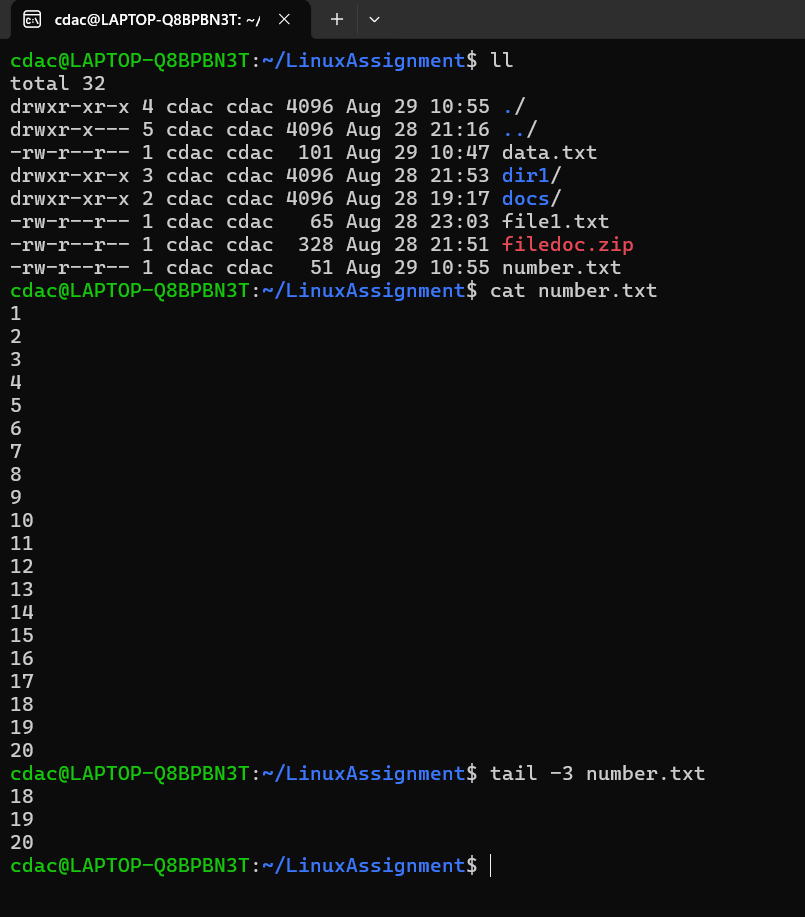 cdac@LAPTOP-Q8BPBN3T: ~/
cdac@LAPTOP-Q8BPBN3T:~/LinuxAssignment$ ll
total 32
drwxr-xr-x 4 cdac cdac 4096 Aug 29 10:55 ./
drwxr-x--- 5 cdac cdac 4096 Aug 28 21:16 ../
-rw-r--r-- 1 cdac cdac  101 Aug 29 10:47 data.txt
drwxr-xr-x 3 cdac cdac 4096 Aug 28 21:53 dir1/
drwxr-xr-x 2 cdac cdac 4096 Aug 28 19:17 docs/
-rw-r--r-- 1 cdac cdac   65 Aug 28 23:03 file1.txt
-rw-r--r-- 1 cdac cdac  328 Aug 28 21:51 filedoc.zip
-rw-r--r-- 1 cdac cdac   51 Aug 29 10:55 number.txt
cdac@LAPTOP-Q8BPBN3T:~/LinuxAssignment$ cat number.txt
1
2
3
4
5
6
7
8
9
10
11
12
13
14
15
16
17
18
19
20
cdac@LAPTOP-Q8BPBN3T:~/LinuxAssignment$ tail -3 number.txt
18
19
20
cdac@LAPTOP-Q8BPBN3T:~/LinuxAssignment$